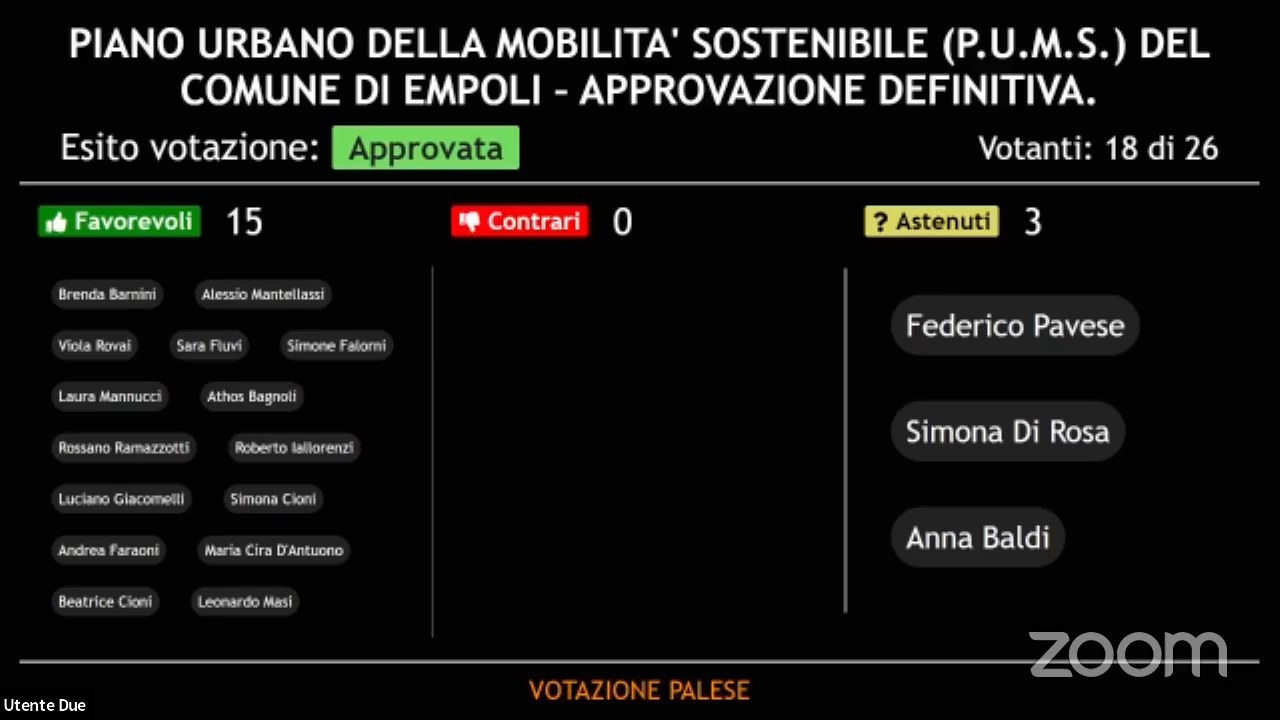 PIANO URBANO DELLA MOBILITA' SOSTENIBILE (P.U.M.S.) DEL
COMUNE DI EMPOLI – APPROVAZIONE DEFINITIVA.
Esito votazione: Approvata Votanti: 18 di 26
Favorevoli 15 Contrari 0 ? Astenuti 3
Brenda Barnini Alessio Mantellassi
Viola Rovai Sara Fluvi Simone Falorni
Laura Mannucci Athos Bagnoli
Rossano Ramazzotti Roberto Iallorenzi
Luciano Giacomelli Simona Cioni
Andrea Faraoni Maria Cira D'Antuono
Beatrice Cioni Leonardo Masi
Federico Pavese
Simona Di Rosa
Anna Baldi
zoom
VOTAZIONE PALESE
Utente Due